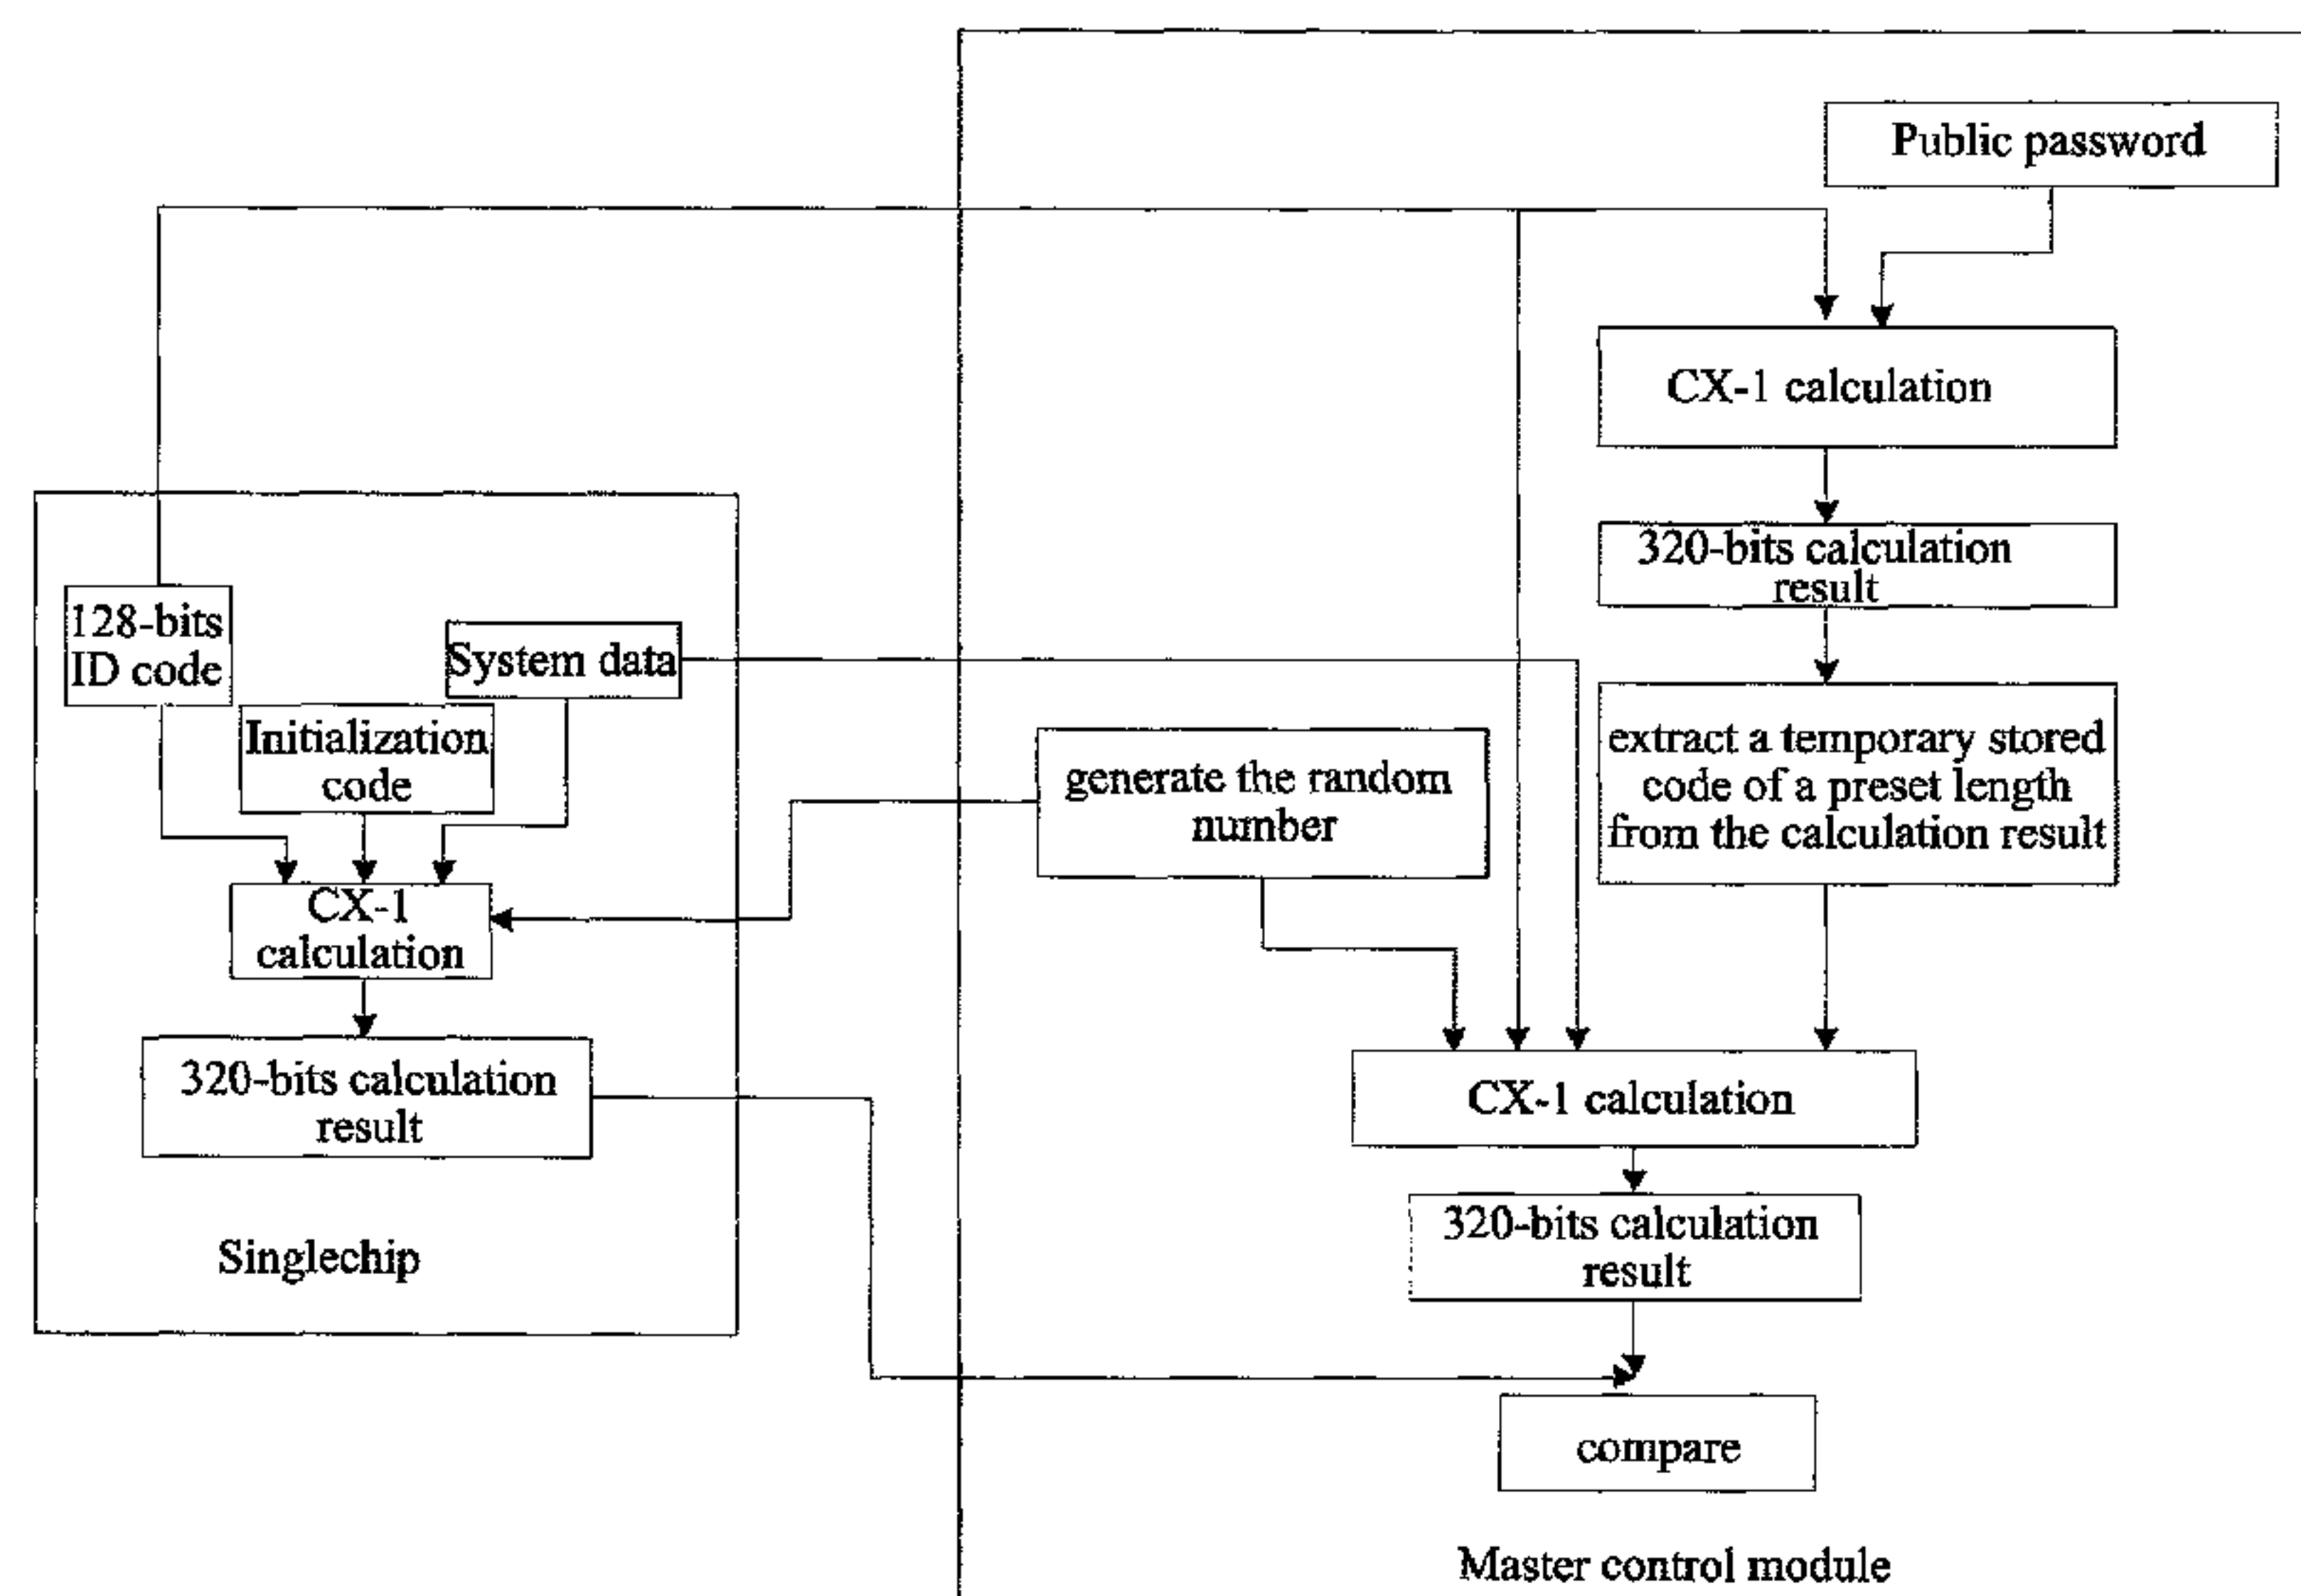 Public password
CX-1 calculation
320-bits calculation
result
128-bits
ID code
System data
Initialization
code
generate the random
number
extract a temporary stored
code of a preset length
from the calculation result
CX-1
calculation
320-bits calculation
result
CX-1 calculation
320-bits calculation
result
Singlechip
compare
Master control module